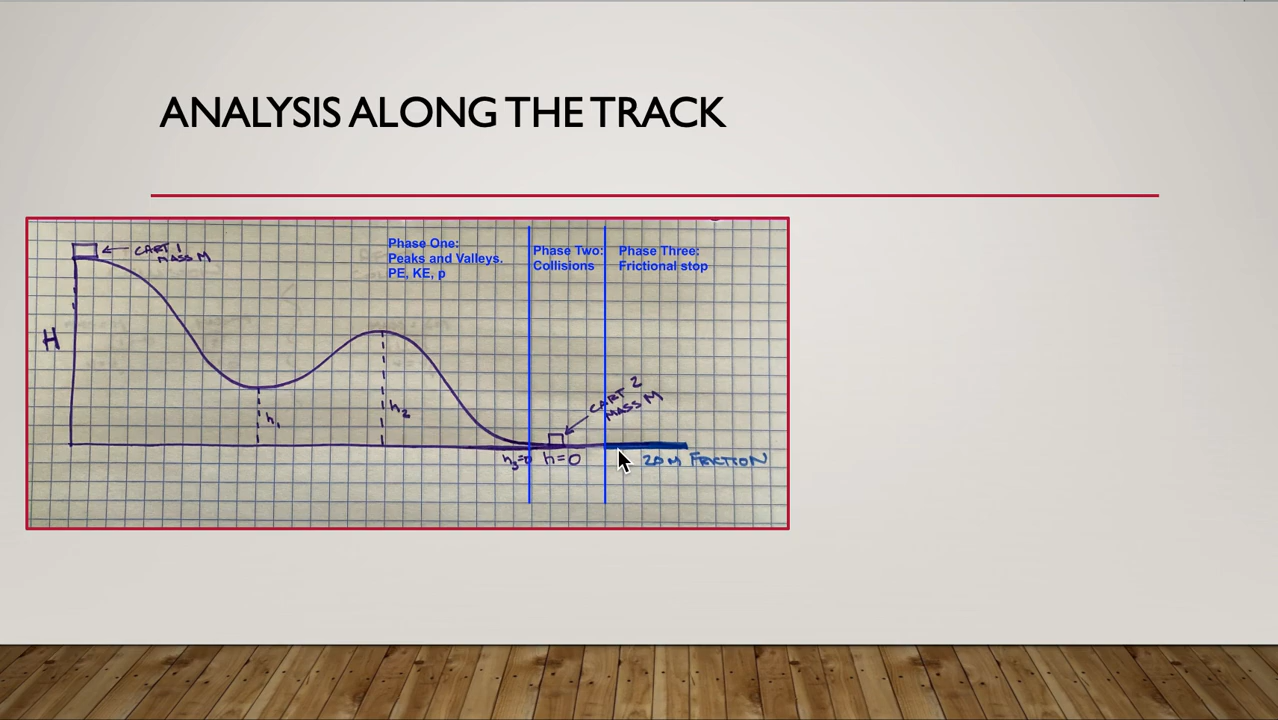 ANALYSIS ALONG THE TRACK
Phase One:
Peaks and Valleys.
PE, KE, p
Phase Two:
Collisions
Phase Three:
Frictional stop
CART 1
MASS M
H
h₁
h₂
CART 2
MASS M
h₃=0 h=0
20 M FRICTION